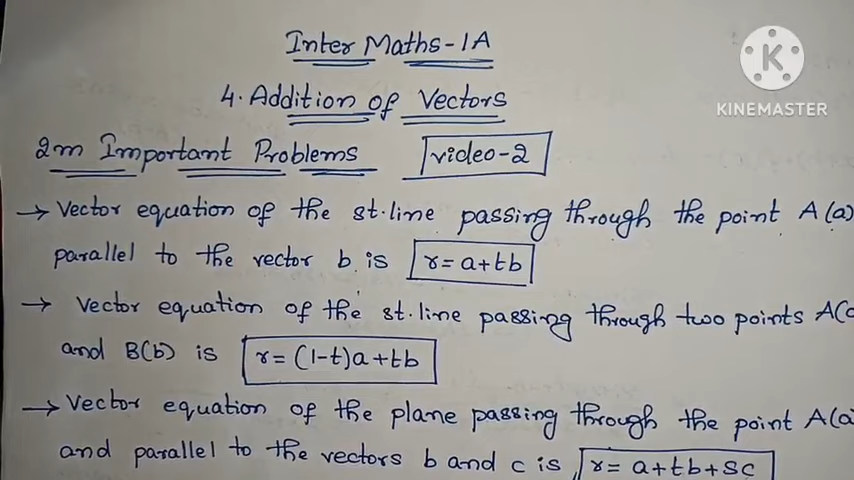 Inter Maths-1A
KINEMASTER
4. Addition of Vectors
2m Important Problems video-2
→ Vector equation of the st.line passing through the point A(a)
parallel to the vector b is r=a+tb
→ Vector equation of the st.line passing through two points
and B(b) is r=(1-t)a+tb
→ Vector equation of the plane passing through the point A(a)
and parallel to the vectors b and c is r=a+tb+sc